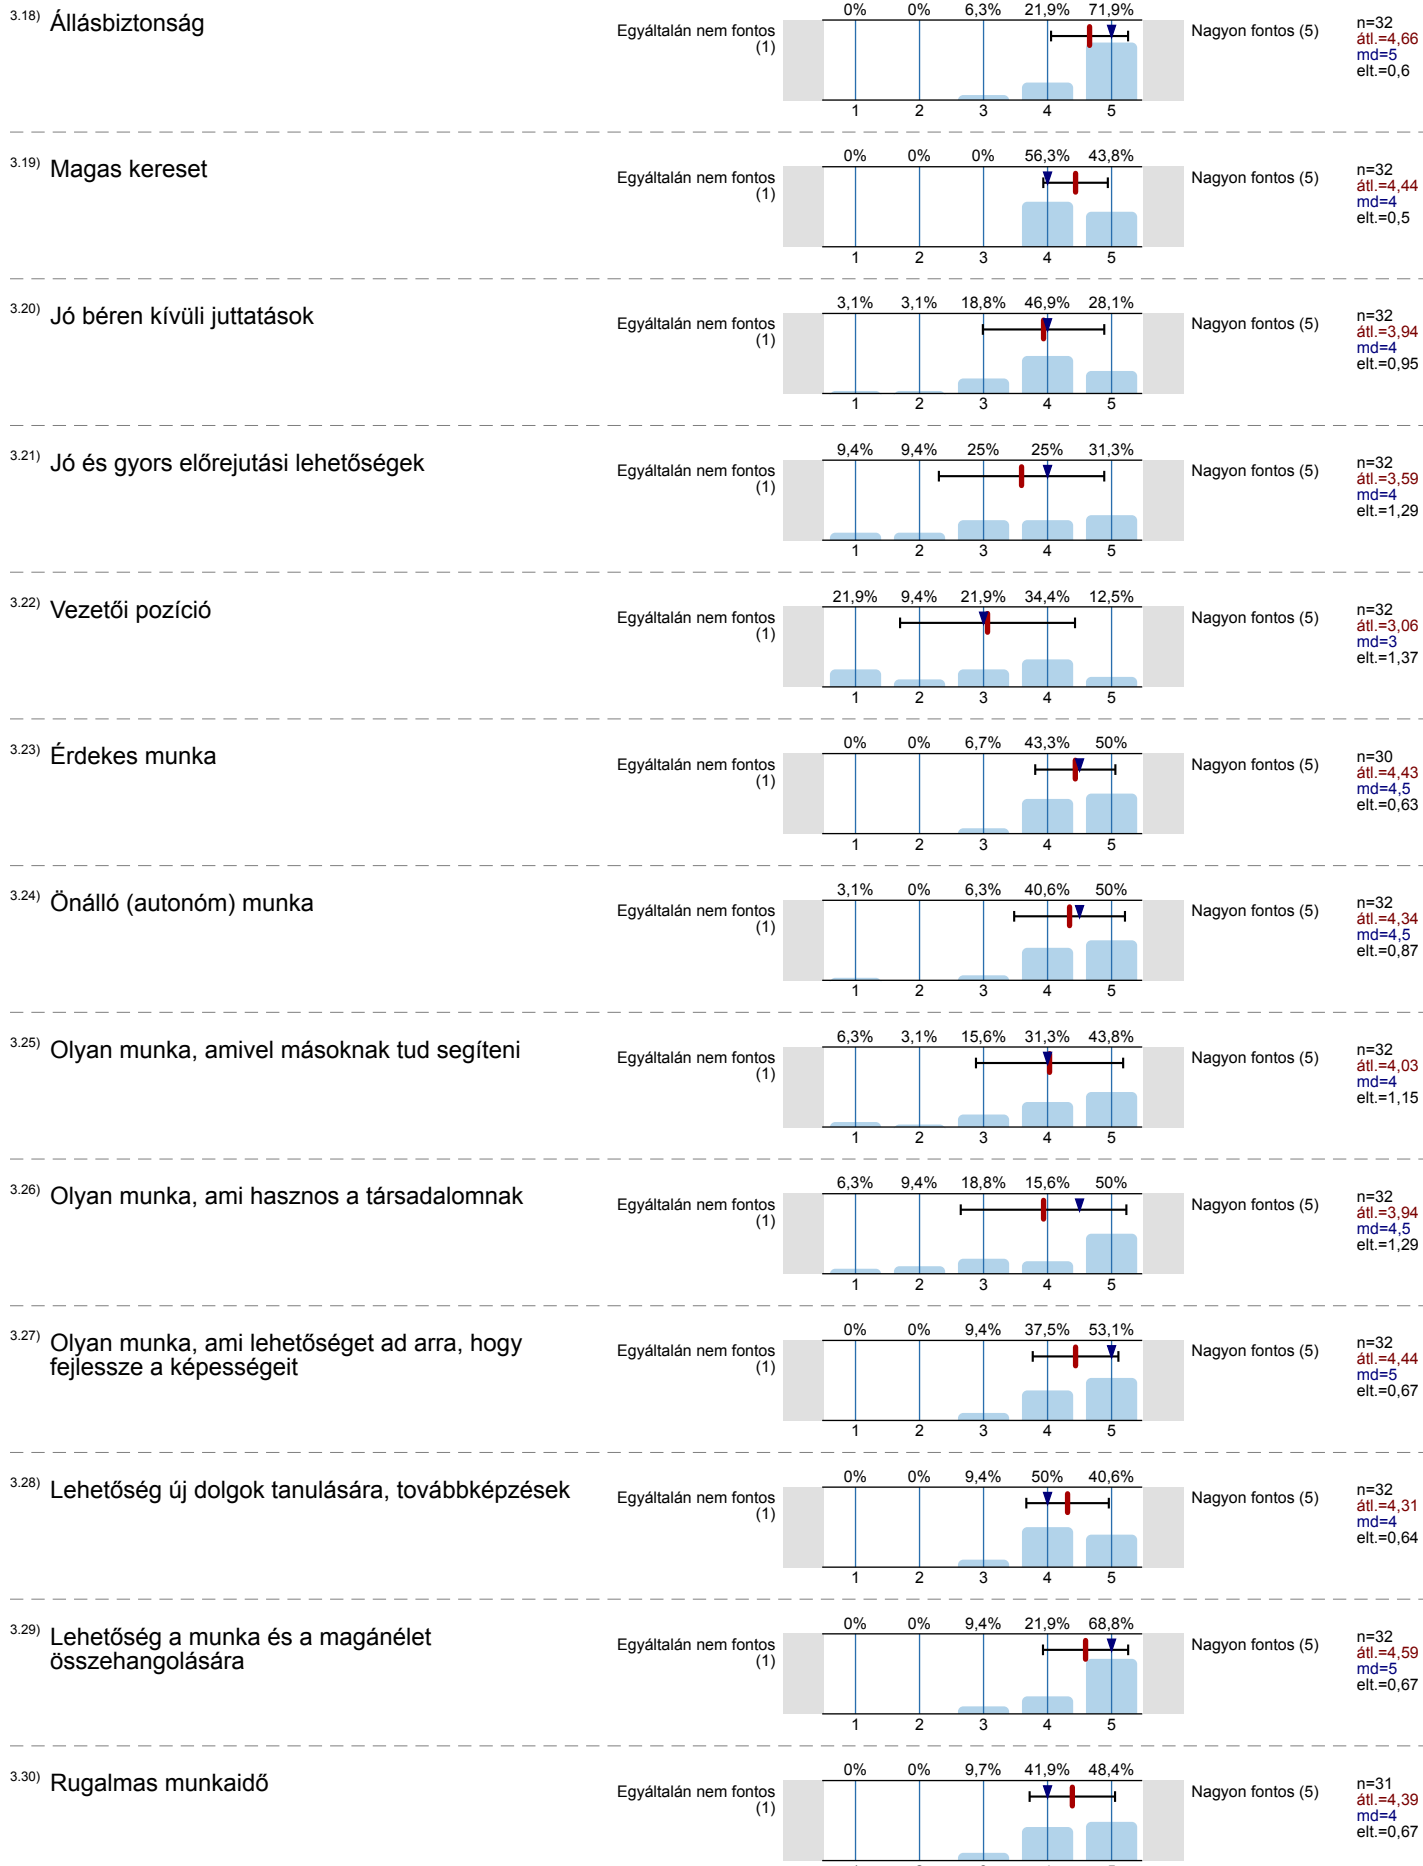 3.18) Állásbiztonság
Egyáltalán nem fontos
(1)
0% 0% 6,3% 21,9% 71,9%
1 2 3 4 5
Nagyon fontos (5)
n=32
átl.=4,66
md=5
elt.=0,6
3.19) Magas kereset
Egyáltalán nem fontos
(1)
0% 0% 0% 56,3% 43,8%
1 2 3 4 5
Nagyon fontos (5)
n=32
átl.=4,44
md=4
elt.=0,5
3.20) Jó béren kívüli juttatások
Egyáltalán nem fontos
(1)
3,1% 3,1% 18,8% 46,9% 28,1%
1 2 3 4 5
Nagyon fontos (5)
n=32
átl.=3,94
md=4
elt.=0,95
3.21) Jó és gyors előrejutási lehetőségek
Egyáltalán nem fontos
(1)
9,4% 9,4% 25% 25% 31,3%
1 2 3 4 5
Nagyon fontos (5)
n=32
átl.=3,59
md=4
elt.=1,29
3.22) Vezetői pozíció
Egyáltalán nem fontos
(1)
21,9% 9,4% 21,9% 34,4% 12,5%
1 2 3 4 5
Nagyon fontos (5)
n=32
átl.=3,06
md=3
elt.=1,37
3.23) Érdekes munka
Egyáltalán nem fontos
(1)
0% 0% 6,7% 43,3% 50%
1 2 3 4 5
Nagyon fontos (5)
n=30
átl.=4,43
md=4,5
elt.=0,63
3.24) Önálló (autonóm) munka
Egyáltalán nem fontos
(1)
3,1% 0% 6,3% 40,6% 50%
1 2 3 4 5
Nagyon fontos (5)
n=32
átl.=4,34
md=4,5
elt.=0,87
3.25) Olyan munka, amivel másoknak tud segíteni
Egyáltalán nem fontos
(1)
6,3% 3,1% 15,6% 31,3% 43,8%
1 2 3 4 5
Nagyon fontos (5)
n=32
átl.=4,03
md=4
elt.=1,15
3.26) Olyan munka, ami hasznos a társadalomnak
Egyáltalán nem fontos
(1)
6,3% 9,4% 18,8% 15,6% 50%
1 2 3 4 5
Nagyon fontos (5)
n=32
átl.=3,94
md=4,5
elt.=1,29
3.27) Olyan munka, ami lehetőséget ad arra, hogy
fejlessze a képességeit
Egyáltalán nem fontos
(1)
0% 0% 9,4% 37,5% 53,1%
1 2 3 4 5
Nagyon fontos (5)
n=32
átl.=4,44
md=5
elt.=0,67
3.28) Lehetőség új dolgok tanulására, továbbképzések
Egyáltalán nem fontos
(1)
0% 0% 9,4% 50% 40,6%
1 2 3 4 5
Nagyon fontos (5)
n=32
átl.=4,31
md=4
elt.=0,64
3.29) Lehetőség a munka és a magánélet
összehangolására
Egyáltalán nem fontos
(1)
0% 0% 9,4% 21,9% 68,8%
1 2 3 4 5
Nagyon fontos (5)
n=32
átl.=4,59
md=5
elt.=0,67
3.30) Rugalmas munkaidő
Egyáltalán nem fontos
(1)
0% 0% 9,7% 41,9% 48,4%
Nagyon fontos (5)
n=31
átl.=4,39
md=4
elt.=0,67